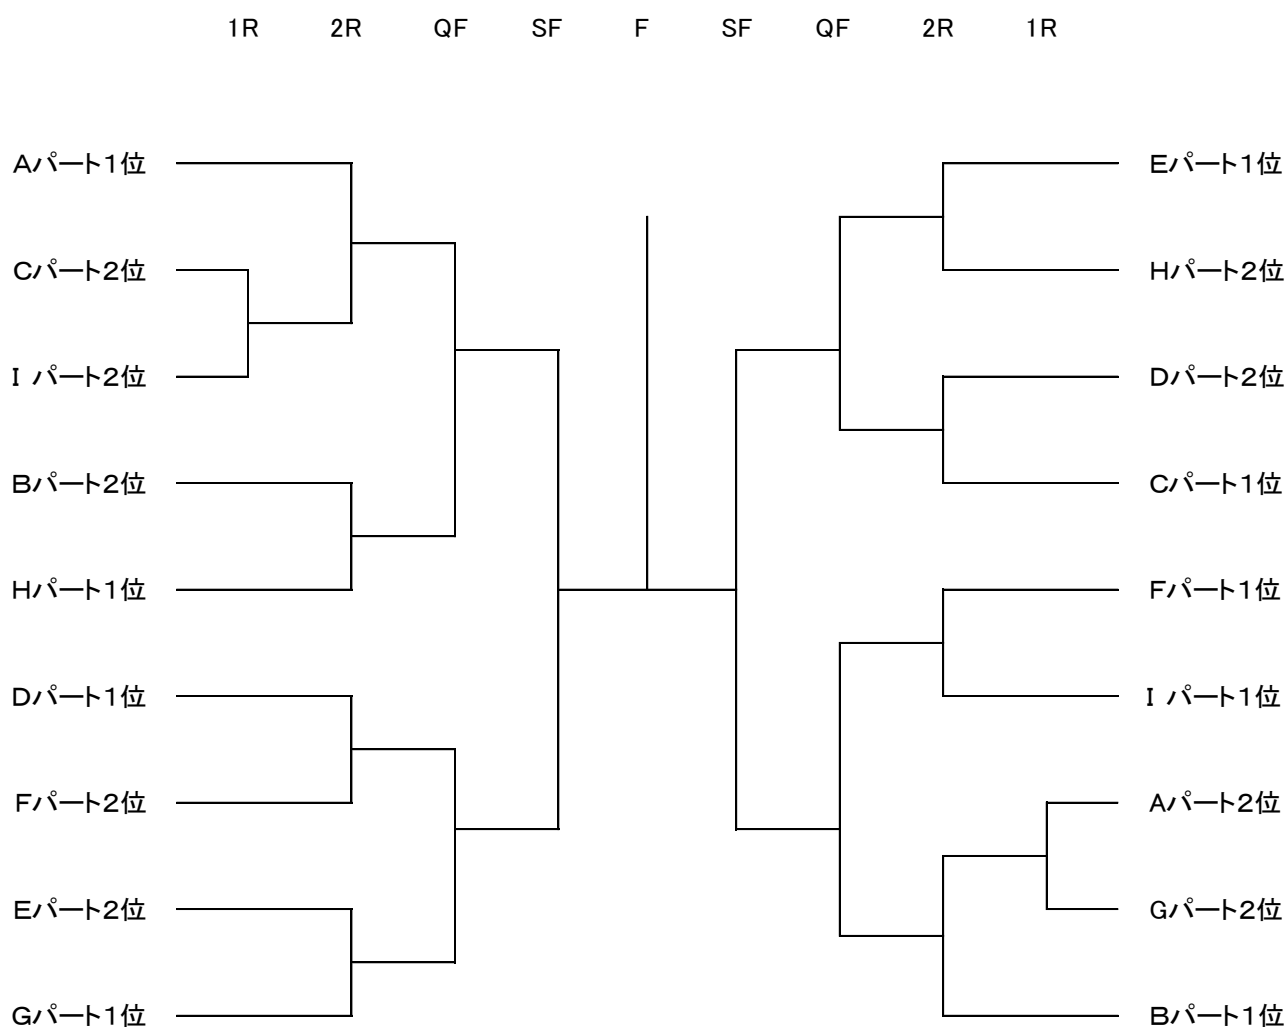 1R 2R QF SF F SF QF 2R 1R
Aパート1位 Eパート1位
Cパート2位 Hパート2位
I パート2位 Dパート2位
Bパート2位 Cパート1位
Hパート1位 Fパート1位
Dパート1位 I パート1位
Fパート2位 Aパート2位
Eパート2位 Gパート2位
Gパート1位 Bパート1位